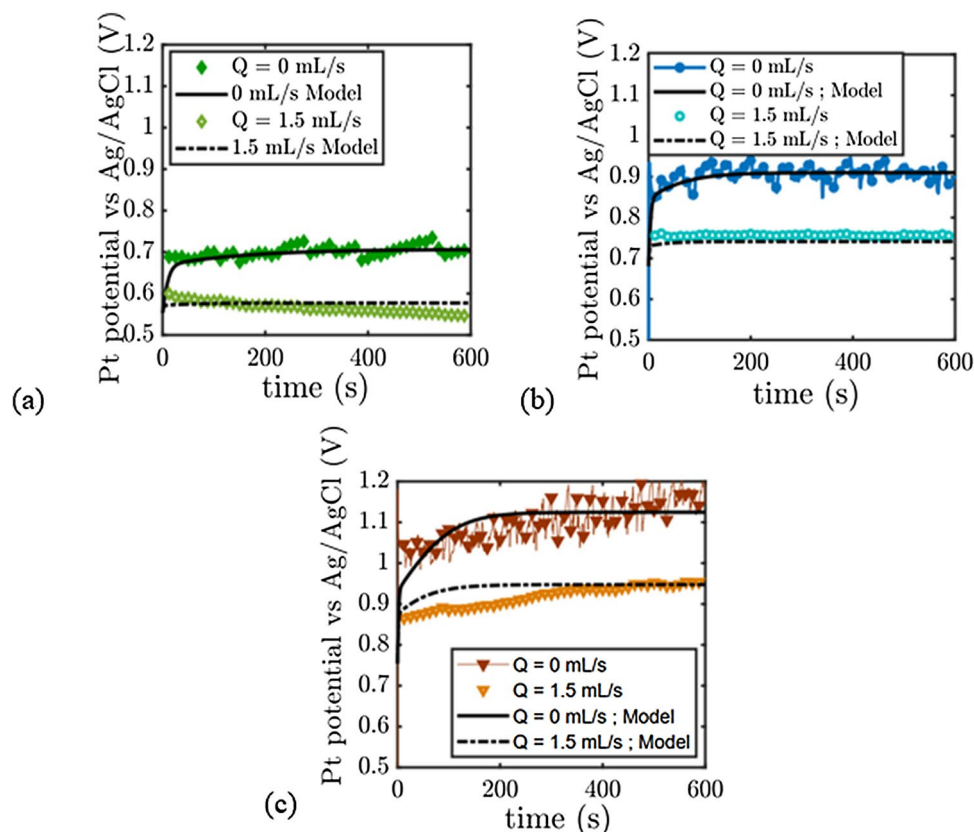 Pt potential vs Ag/AgCl (V)
1.2
1.1
1
0.9
0.8
0.7
0.6
0.5
Q = 0 mL/s
0 mL/s Model
Q = 1.5 mL/s
1.5 mL/s Model
0
200
400
600
time (s)
(a)
Pt potential vs Ag/AgCl (V)
1.2
1.1
1
0.9
0.8
0.7
0.6
0.5
Q = 0 mL/s
Q = 0 mL/s ; Model
Q = 1.5 mL/s
Q = 1.5 mL/s ; Model
0
200
400
600
time (s)
(b)
Pt potential vs Ag/AgCl (V)
1.2
1.1
1
0.9
0.8
0.7
0.6
0.5
Q = 0 mL/s
Q = 1.5 mL/s
Q = 0 mL/s ; Model
Q = 1.5 mL/s ; Model
0
200
400
600
time (s)
(c)